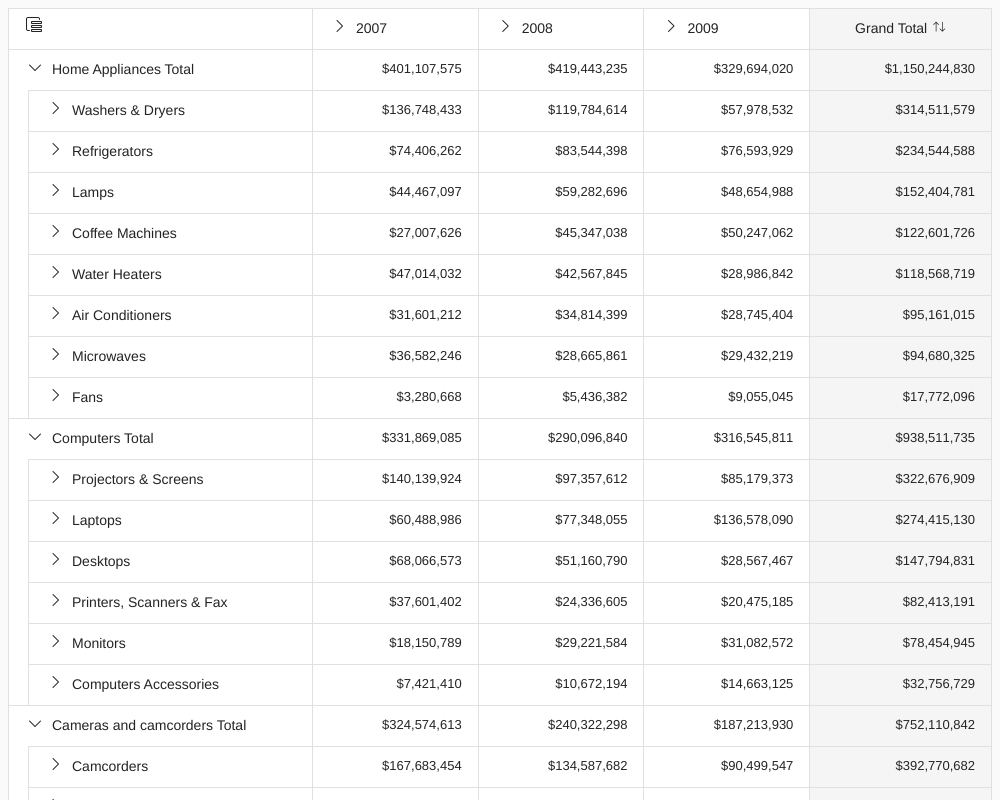 2007 2008 2009 Grand Total
Home Appliances Total $401,107,575 $419,443,235 $329,694,020 $1,150,244,830
Washers & Dryers $136,748,433 $119,784,614 $57,978,532 $314,511,579
Refrigerators $74,406,262 $83,544,398 $76,593,929 $234,544,588
Lamps $44,467,097 $59,282,696 $48,654,988 $152,404,781
Coffee Machines $27,007,626 $45,347,038 $50,247,062 $122,601,726
Water Heaters $47,014,032 $42,567,845 $28,986,842 $118,568,719
Air Conditioners $31,601,212 $34,814,399 $28,745,404 $95,161,015
Microwaves $36,582,246 $28,665,861 $29,432,219 $94,680,325
Fans $3,280,668 $5,436,382 $9,055,045 $17,772,096
Computers Total $331,869,085 $290,096,840 $316,545,811 $938,511,735
Projectors & Screens $140,139,924 $97,357,612 $85,179,373 $322,676,909
Laptops $60,488,986 $77,348,055 $136,578,090 $274,415,130
Desktops $68,066,573 $51,160,790 $28,567,467 $147,794,831
Printers, Scanners & Fax $37,601,402 $24,336,605 $20,475,185 $82,413,191
Monitors $18,150,789 $29,221,584 $31,082,572 $78,454,945
Computers Accessories $7,421,410 $10,672,194 $14,663,125 $32,756,729
Cameras and camcorders Total $324,574,613 $240,322,298 $187,213,930 $752,110,842
Camcorders $167,683,454 $134,587,682 $90,499,547 $392,770,682